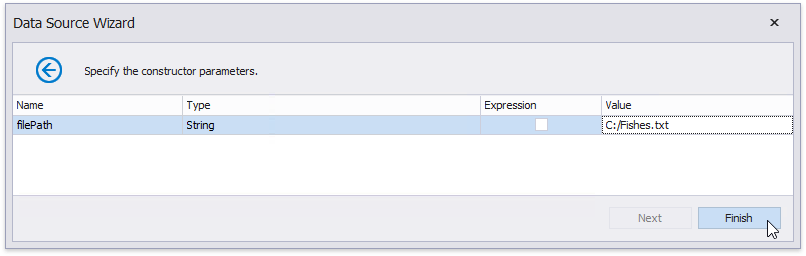 Data Source Wizard
Specify the constructor parameters.
Name Type Expression Value
filePath String C:/Fishes.txt
Next Finish